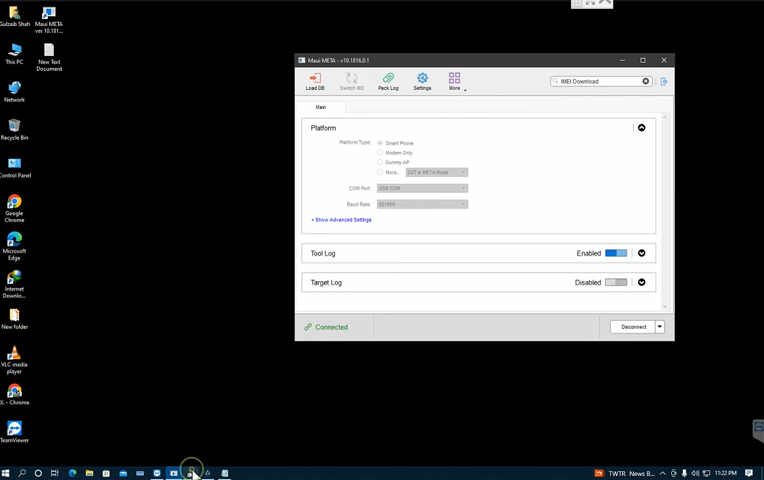 Gulzaib Shah
Maui META
ver 10.181...
This PC
New Text
Document
Network
Recycle Bin
Control Panel
Google
Chrome
Microsoft
Edge
Internet
Downlo...
New folder
VLC media
player
X. - Chrome
TeamViewer
Maui META - v10.1816.0.1
Load DB
Switch MD
Pack Log
Settings
More
IMEI Download
Main
Platform
Platform Type:
Smart Phone
Modem Only
Dummy AP
More...
DUT in META Mode
COM Port:
USB COM
Baud Rate:
921600
+ Show Advanced Settings
Tool Log
Enabled
Target Log
Disabled
Connected
Disconnect
TWTR News B...
11:22 PM